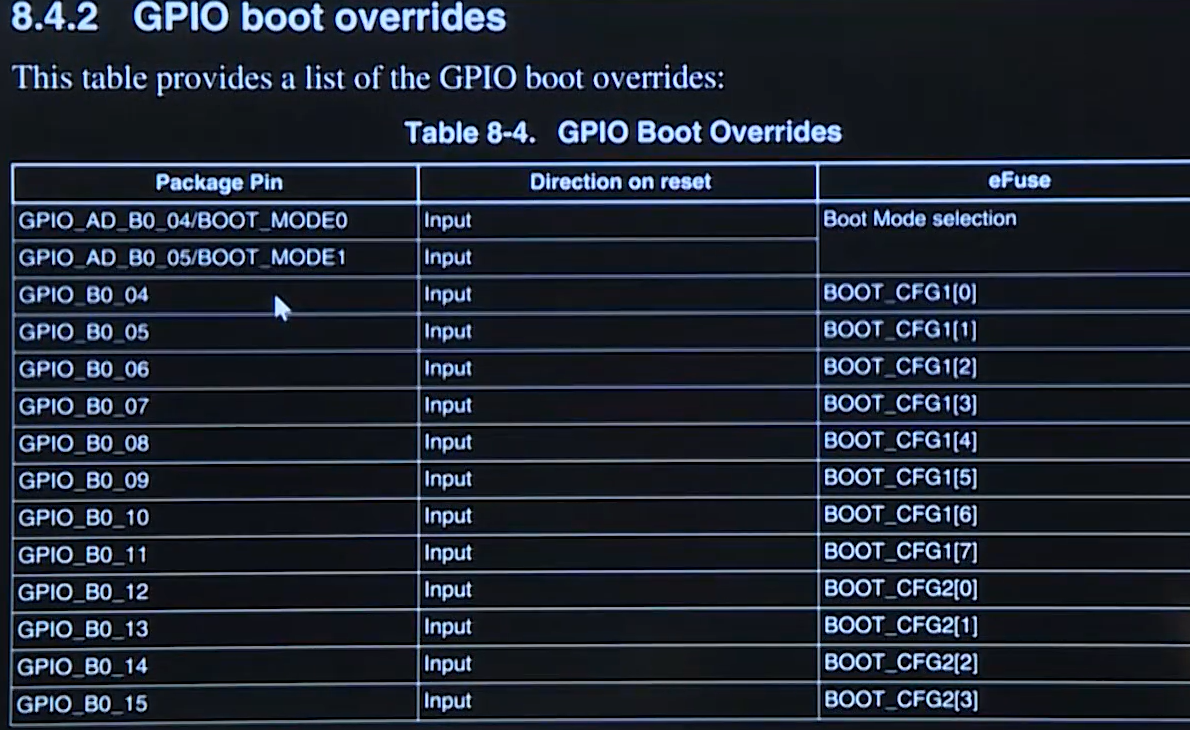 8.4.2 GPIO boot overrides
This table provides a list of the GPIO boot overrides:
Table 8-4. GPIO Boot Overrides
Package Pin Direction on reset eFuse
GPIO_AD_B0_04/BOOT_MODE0 Input Boot Mode selection
GPIO_AD_B0_05/BOOT_MODE1 Input
GPIO_B0_04 Input BOOT_CFG1[0]
GPIO_B0_05 Input BOOT_CFG1[1]
GPIO_B0_06 Input BOOT_CFG1[2]
GPIO_B0_07 Input BOOT_CFG1[3]
GPIO_B0_08 Input BOOT_CFG1[4]
GPIO_B0_09 Input BOOT_CFG1[5]
GPIO_B0_10 Input BOOT_CFG1[6]
GPIO_B0_11 Input BOOT_CFG1[7]
GPIO_B0_12 Input BOOT_CFG2[0]
GPIO_B0_13 Input BOOT_CFG2[1]
GPIO_B0_14 Input BOOT_CFG2[2]
GPIO_B0_15 Input BOOT_CFG2[3]